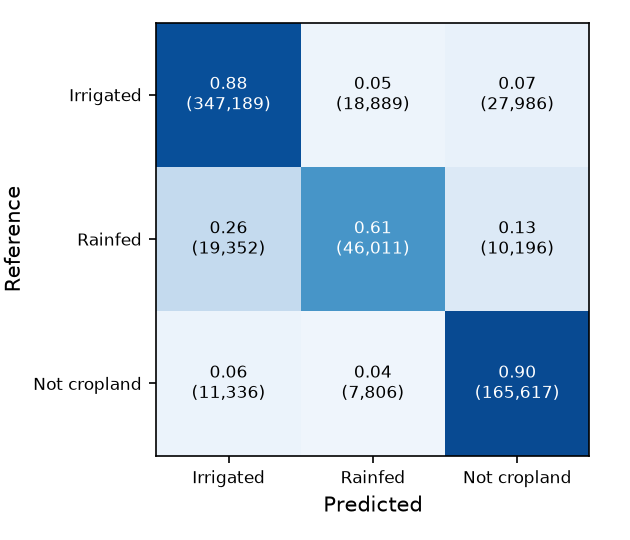 Reference
Irrigated
0.88
(347,189)
0.05
(18,889)
0.07
(27,986)
Rainfed
0.26
(19,352)
0.61
(46,011)
0.13
(10,196)
Not cropland
0.06
(11,336)
0.04
(7,806)
0.90
(165,617)
Irrigated
Rainfed
Not cropland
Predicted